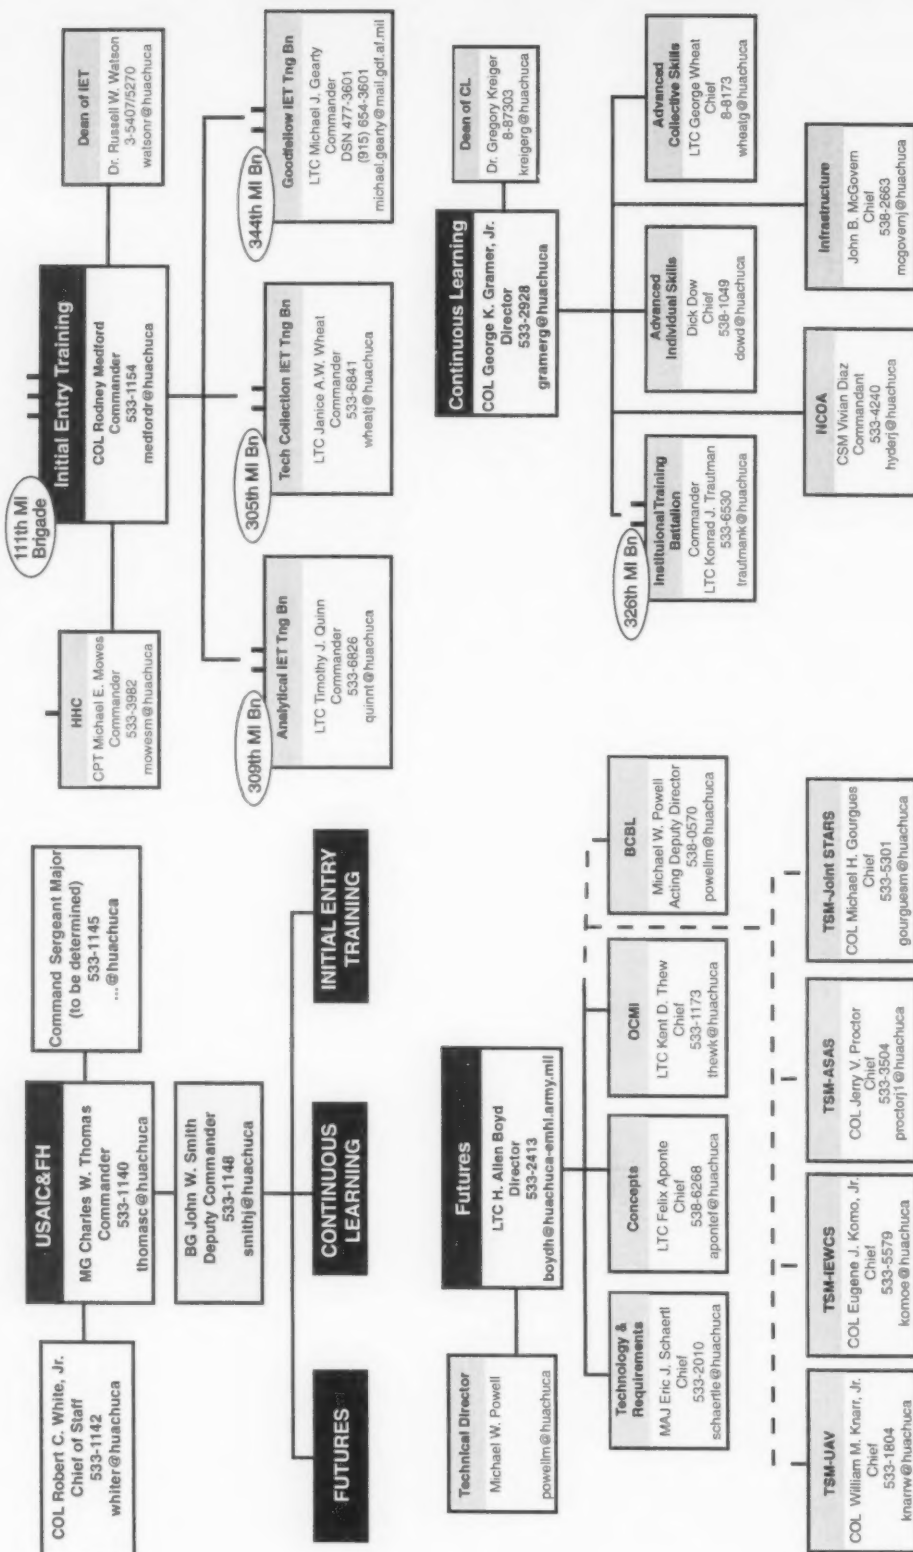 USAIC&FH
MG Charles W. Thomas
Commander
533-1140
thomasc@huachuca
COL Robert C. White, Jr.
Chief of Staff
533-1142
whiter@huachuca
Command Sergeant Major
(to be determined)
533-1145
...@huachuca
BG John W. Smith
Deputy Commander
533-1148
smithj@huachuca
FUTURES
CONTINUOUS
LEARNING
INITIAL ENTRY
TRAINING
111th MI
Brigade
Initial Entry Training
COL Rodney Medford
Commander
533-1154
medfordr@huachuca
HHC
CPT Michael E. Mowes
Commander
533-3982
mowesm@huachuca
Dean of IET
Dr. Russell W. Watson
3-5407/5270
watsonr@huachuca
309th MI Bn
Analytical IET Tng Bn
LTC Timothy J. Quinn
Commander
533-6826
quinnt@huachuca
305th MI Bn
Tech Collection IET Tng Bn
LTC Janice A.W. Wheat
Commander
533-6841
wheatj@huachuca
344th MI Bn
Goodfellow IET Tng Bn
LTC Michael J. Gearty
Commander
DSN 477-3601
(915) 654-3601
michael.gearty@mail.gdf.af.mil
Futures
LTC H. Allen Boyd
Director
533-2413
boydh@huachuca-emhl.army.mil
Technical Director
Michael W. Powell
powellm@huachuca
Technology &
Requirements
MAJ Eric J. Schaertl
Chief
533-2010
schaertle@huachuca
Concepts
LTC Felix Aponte
Chief
538-6268
apontef@huachuca
OCMI
LTC Kent D. Thew
Chief
533-1173
thewk@huachuca
BCBL
Michael W. Powell
Acting Deputy Director
538-0570
powellm@huachuca
TSM-UAV
COL William M. Knarr, Jr.
Chief
533-1804
knarrw@huachuca
TSM-IEWCS
COL Eugene J. Komo, Jr.
Chief
533-5579
komoe@huachuca
TSM-ASAS
COL Jerry V. Proctor
Chief
533-3504
proctorj1@huachuca
TSM-Joint STARS
COL Michael H. Gourgues
Chief
533-5301
gourguesm@huachuca
Continuous Learning
COL George K. Gramer, Jr.
Director
533-2928
gramerg@huachuca
Dean of CL
Dr. Gregory Kreiger
8-87303
kreigerg@huachuca
326th MI Bn
Instituional Training
Battalion
Commander
LTC Konrad J. Trautman
533-6530
trautmank@huachuca
Advanced
Individual Skills
Dick Dow
Chief
538-1049
dowd@huachuca
Advanced
Collective Skills
LTC George Wheat
Chief
8-8173
wheatg@huachuca
NCOA
CSM Vivian Diaz
Commandant
533-4240
hyderj@huachuca
Infrastructure
John B. McGovern
Chief
538-2663
mcgovernj@huachuca